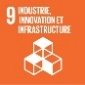 9 INDUSTRIE,
INNOVATION ET
INFRASTRUCTURE